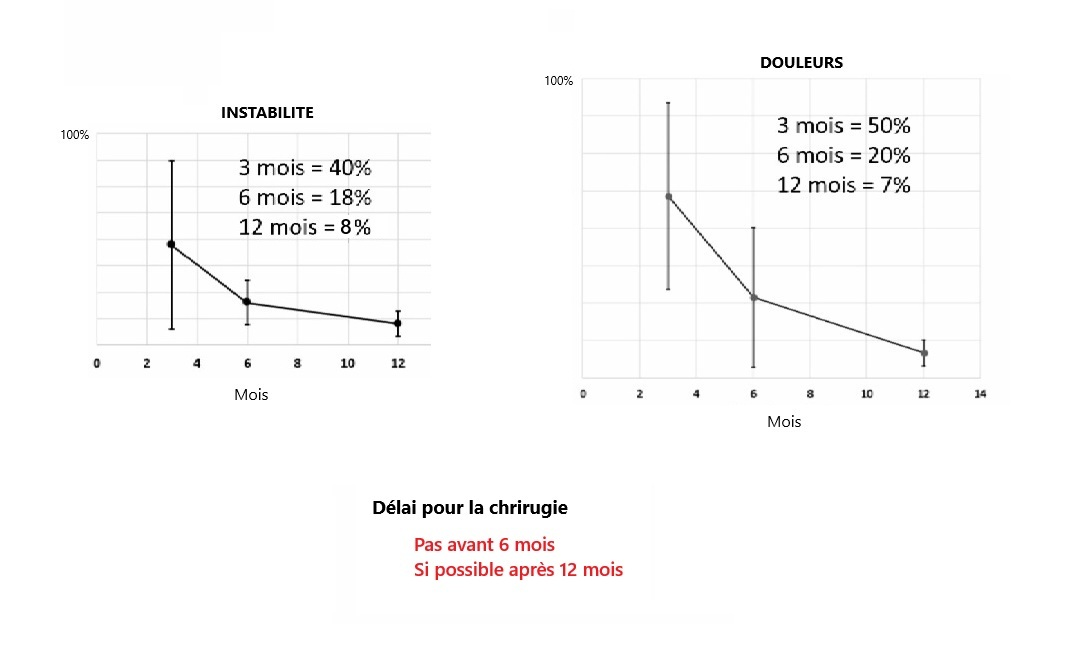 INSTABILITE
100%
3 mois = 40%
6 mois = 18%
12 mois = 8%
0 2 4 6 8 10 12
Mois
DOULEURS
100%
3 mois = 50%
6 mois = 20%
12 mois = 7%
0 2 4 6 8 10 12 14
Mois
Délai pour la chrirugie
Pas avant 6 mois
Si possible après 12 mois